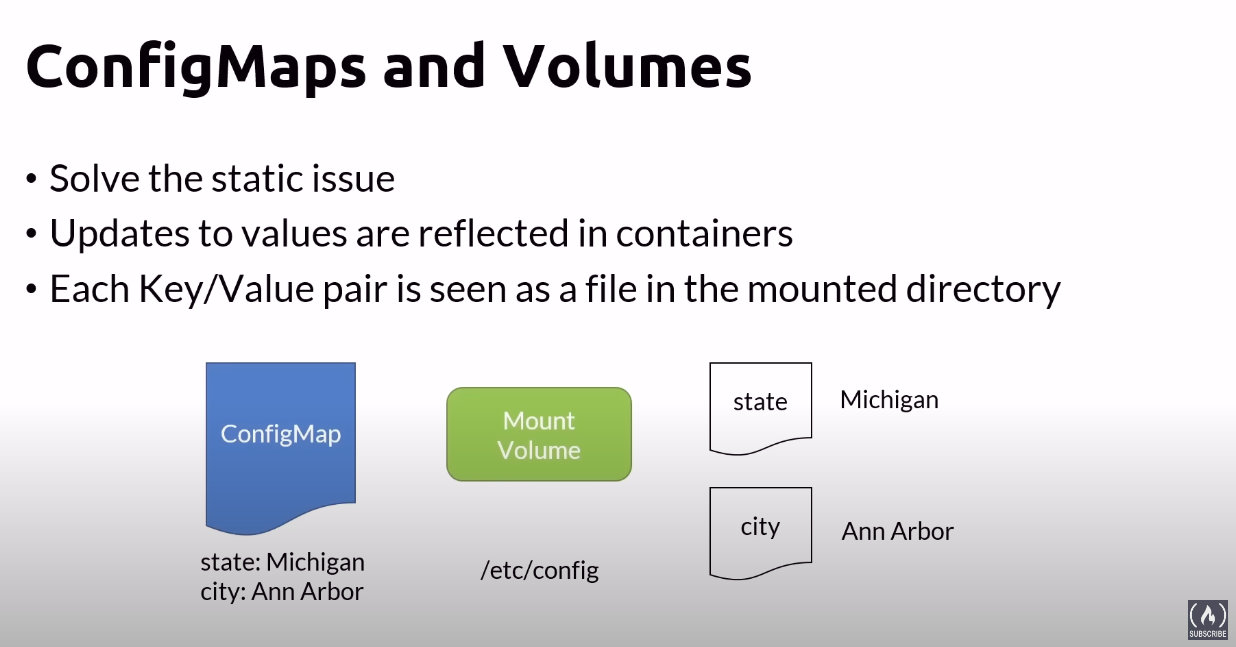 ConfigMaps and Volumes
• Solve the static issue
• Updates to values are reflected in containers
• Each Key/Value pair is seen as a file in the mounted directory
ConfigMap
state: Michigan
city: Ann Arbor
Mount
Volume
/etc/config
state
Michigan
city
Ann Arbor
SUBSCRIBE